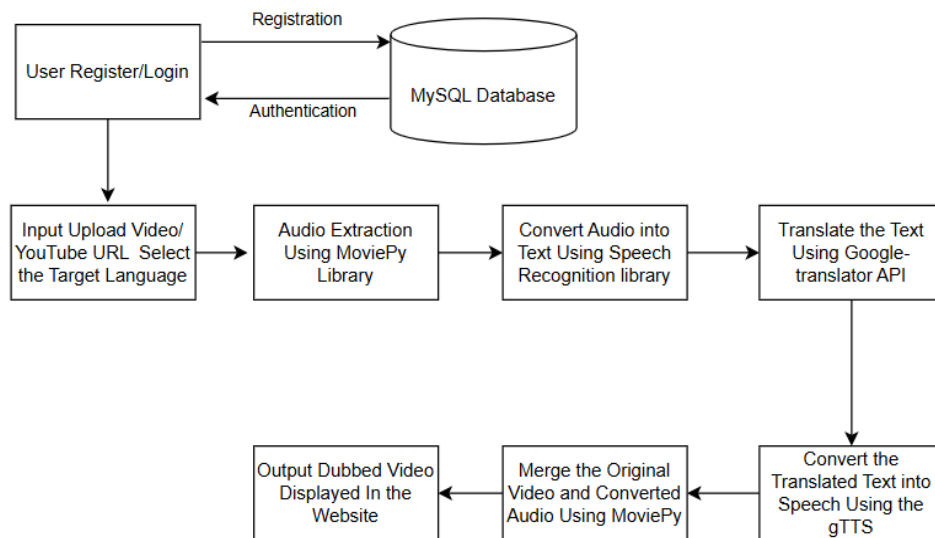 Registration
User Register/Login
MySQL Database
Authentication
Input Upload Video/
YouTube URL  Select
the Target Language
Audio Extraction
Using MoviePy
Library
Convert Audio into
Text Using Speech
Recognition library
Translate the Text
Using Google-
translator API
Output Dubbed Video
Displayed In the
Website
Merge the Original
Video and Converted
Audio Using MoviePy
Convert the
Translated Text into
Speech Using the
gTTS